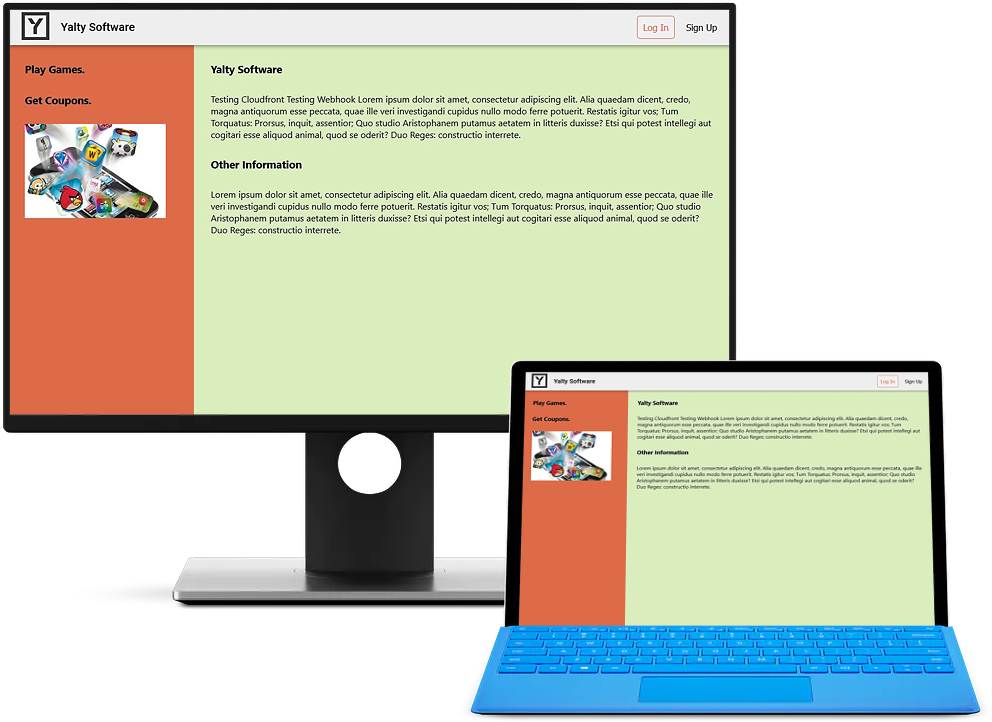 Y Yalty Software
Log In Sign Up
Play Games.
Get Coupons.
Yalty Software
Testing Cloudfront Testing Webhook Lorem ipsum dolor sit amet, consectetur adipiscing elit. Alia quaedam dicent, credo,
magna antiquorum esse peccata, quae ille veri investigandi cupidus nullo modo ferre potuerit. Restatis igitur vos; Tum
Torquatus: Prorsus, inquit, assentior; Quo studio Aristophanem putamus aetatem in litteris duxisse? Etsi qui potest intellegi aut
cogitari esse aliquod animal, quod se oderit? Duo Reges: constructio interrete.
Other Information
Lorem ipsum dolor sit amet, consectetur adipiscing elit. Alia quaedam dicent, credo, magna antiquorum esse peccata, quae ille
veri investigandi cupidus nullo modo ferre potuerit. Restatis igitur vos; Tum Torquatus: Prorsus, inquit, assentior; Quo studio
Aristophanem putamus aetatem in litteris duxisse? Etsi qui potest intellegi aut cogitari esse aliquod animal, quod se oderit?
Duo Reges: constructio interrete.
Y Yalty Software
Log In Sign Up
Play Games.
Get Coupons.
Yalty Software
Testing Cloudfront Testing Webhook Lorem ipsum dolor sit amet, consectetur adipiscing elit. Alia quaedam dicent, credo,
magna antiquorum esse peccata, quae ille veri investigandi cupidus nullo modo ferre potuerit. Restatis igitur vos; Tum
Torquatus: Prorsus, inquit, assentior; Quo studio Aristophanem putamus aetatem in litteris duxisse? Etsi qui potest intellegi aut
cogitari esse aliquod animal, quod se oderit? Duo Reges: constructio interrete.
Other Information
Lorem ipsum dolor sit amet, consectetur adipiscing elit. Alia quaedam dicent, credo, magna antiquorum esse peccata, quae ille
veri investigandi cupidus nullo modo ferre potuerit. Restatis igitur vos; Tum Torquatus: Prorsus, inquit, assentior; Quo studio
Aristophanem putamus aetatem in litteris duxisse? Etsi qui potest intellegi aut cogitari esse aliquod animal, quod se oderit?
Duo Reges: constructio interrete.